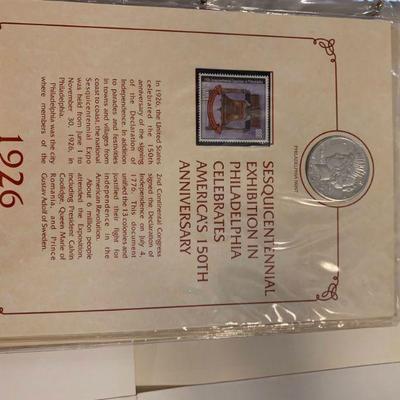 PHILADELPHIA MINT
SESQUICENTENNIAL
EXHIBITION IN
PHILADELPHIA
CELEBRATES
AMERICA'S 150TH
ANNIVERSARY
In 1926, the United States
celebrated the 150th
anniversary of the signing
of the Declaration of
Independence. In addition
to parades and festivities
in towns and villages from
coast to coast, the national
Sesquicentennial Expo
was held from June 1 to
November 30, 1926, in
Philadelphia.
Philadelphia was the city
where members of the
2nd Continental Congress
signed the Declaration of
Independence on July 4,
1776. This document
unified the 13 colonies and
justified their fight for
independence in the
American Revolution.
About 6 million people
attended the Exposition,
including President Calvin
Coolidge, Queen Marie of
Romania, and Prince
Gustav Adolf of Sweden.
1926